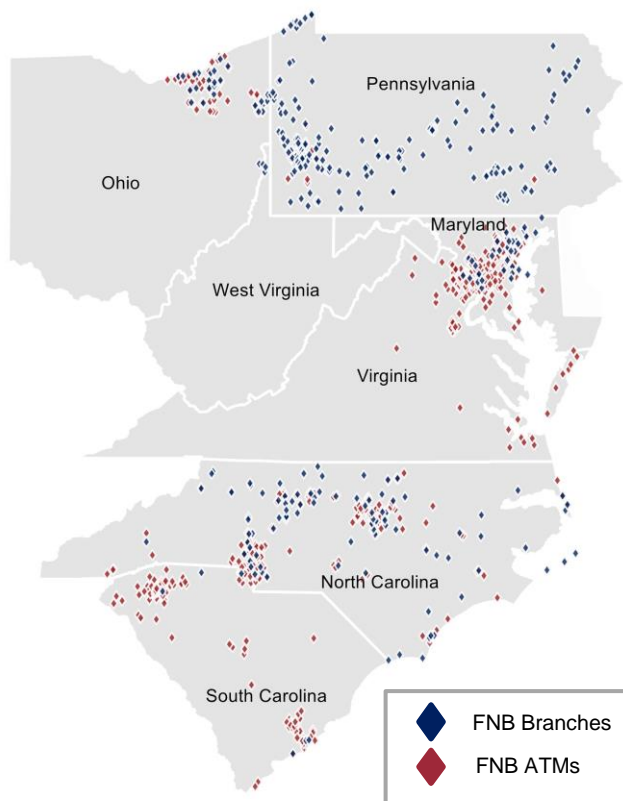 Pennsylvania
Ohio
Maryland
West Virginia
Virginia
North Carolina
South Carolina
FNB Branches
FNB ATMs